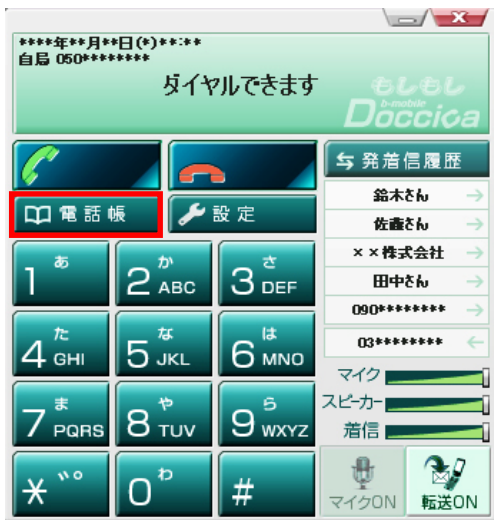 ****年**月**日(*)**:**
自局 050********
ダイヤルできます
もしもし
b-mobile
Doccica
発着信履歴
電話帳
設定
鈴木さん
佐藤さん
××株式会社
田中さん
090********
03********
あ
1
か
2 ABC
さ
3 DEF
た
4 GHI
な
5 JKL
は
6 MNO
ま
7 PQRS
や
8 TUV
ら
9 WXYZ
* ゛゜
わ
0
#
マイク
スピーカー
着信
マイクON
転送ON